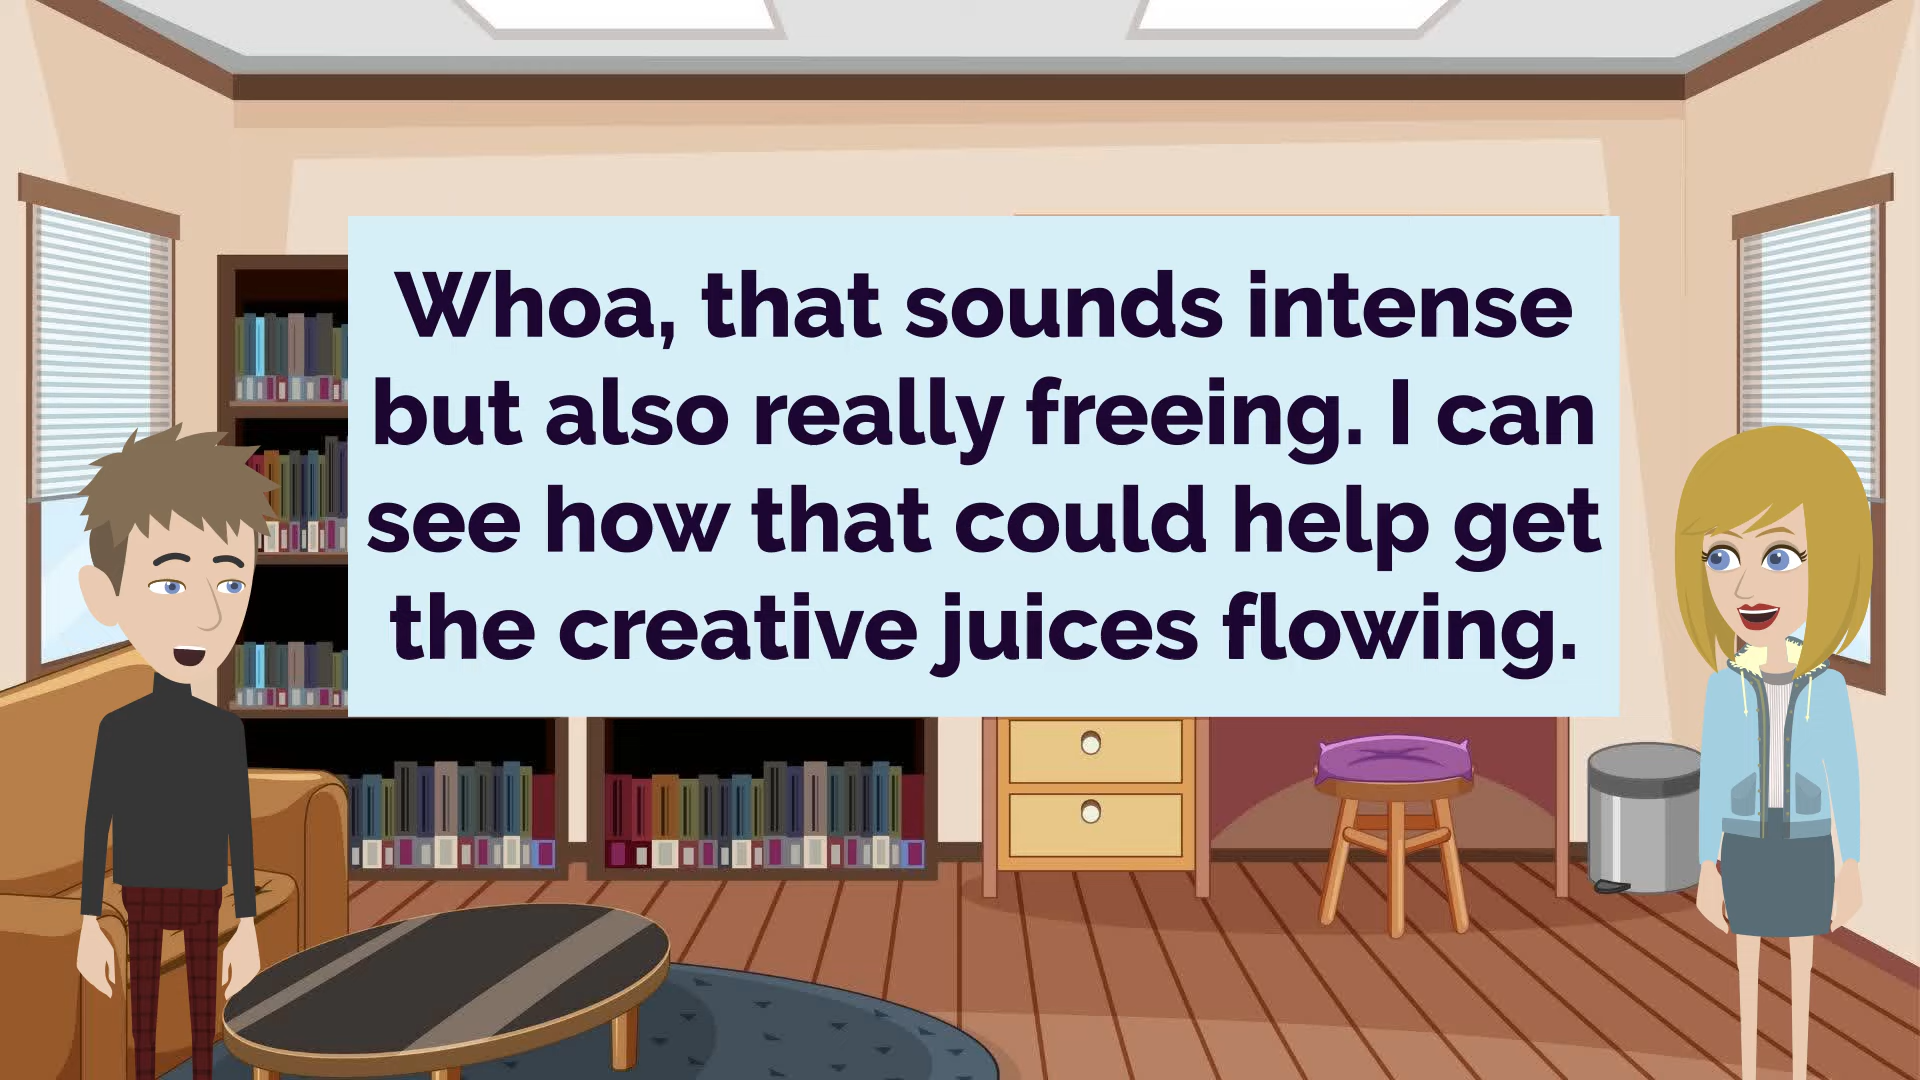 Whoa, that sounds intense
but also really freeing. I can
see how that could help get
the creative juices flowing.